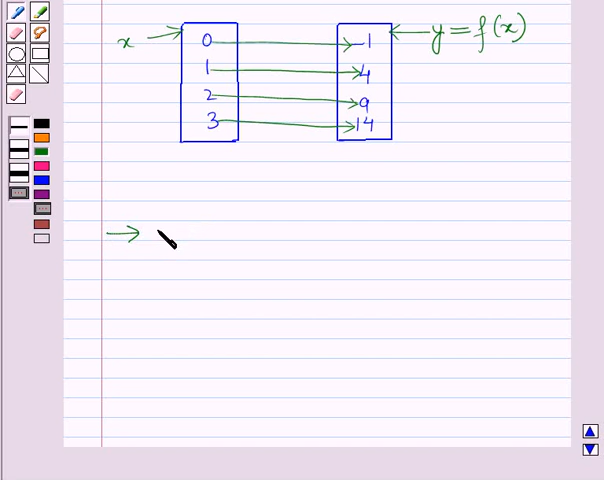 x → 0 → -1 ← y = f(x)
1 → 4
2 → 9
3 → 14
→